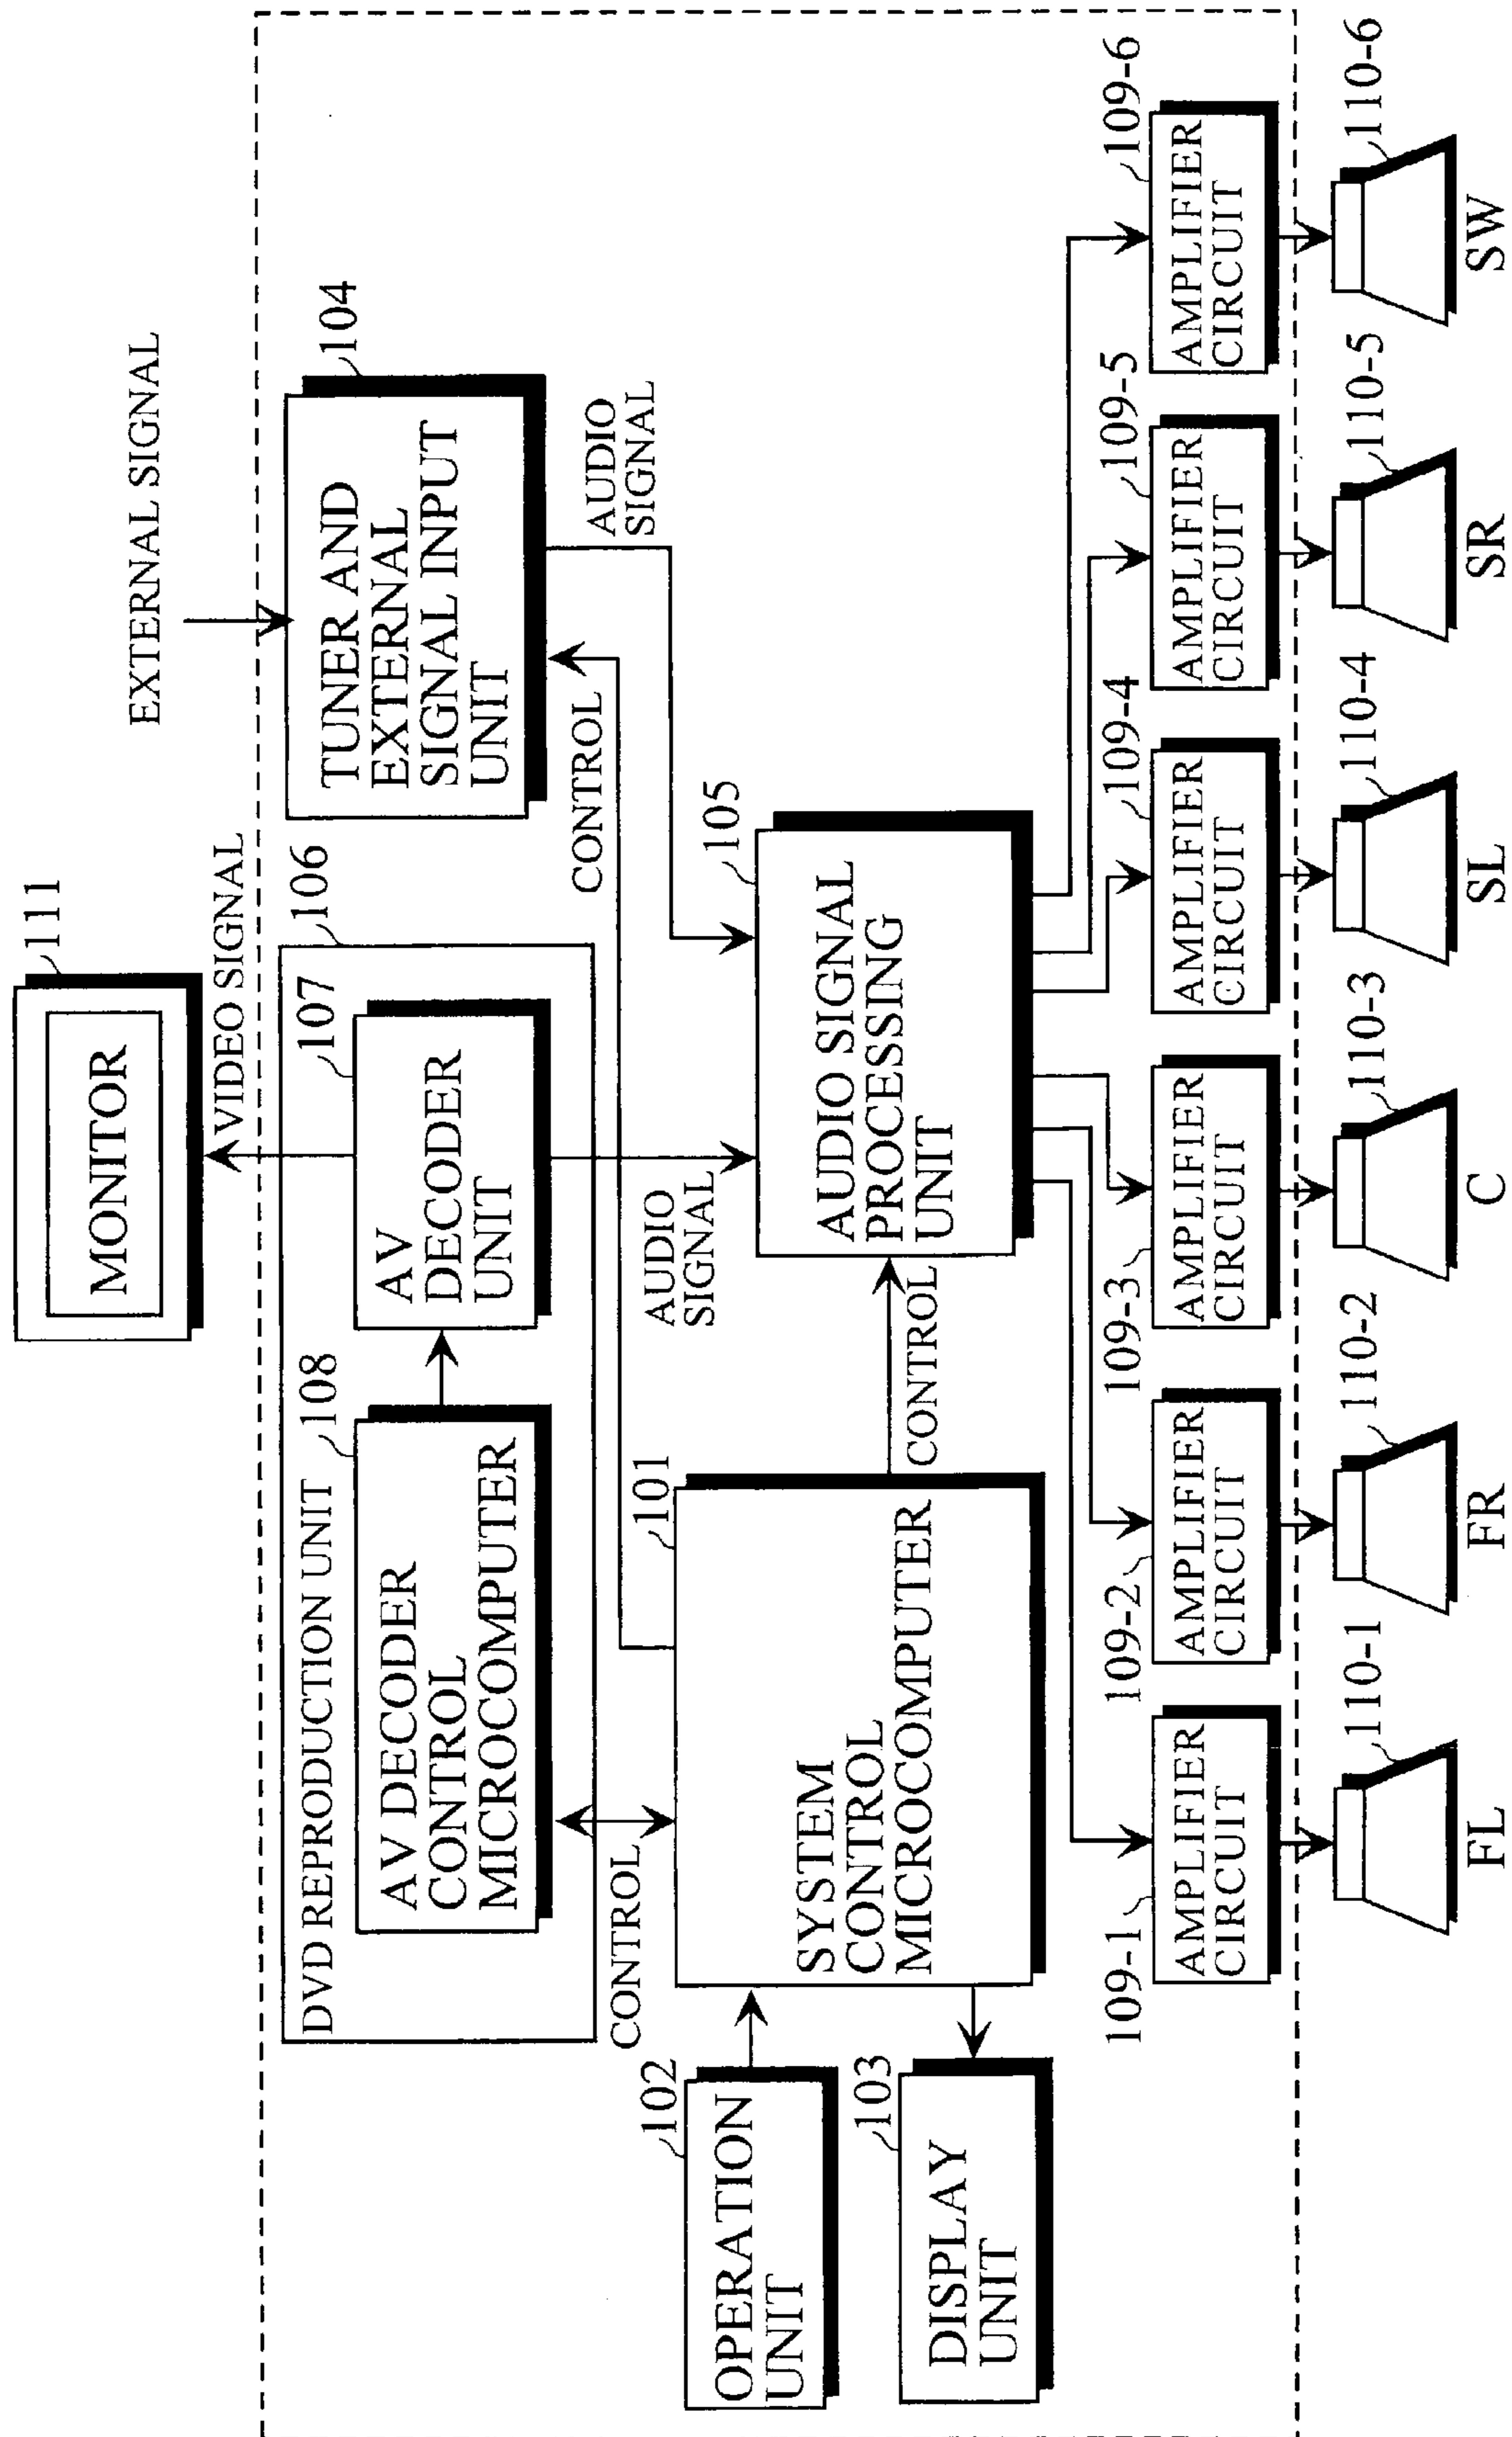 EXTERNAL SIGNAL
111
MONITOR
VIDEO SIGNAL
104
TUNER AND
EXTERNAL
SIGNAL INPUT
UNIT
106
DVD REPRODUCTION UNIT
108
AV DECODER
CONTROL
MICROCOMPUTER
107
AV
DECODER
UNIT
CONTROL
AUDIO
SIGNAL
CONTROL
AUDIO
SIGNAL
102
OPERATION
UNIT
101
SYSTEM
CONTROL
MICROCOMPUTER
CONTROL
105
AUDIO SIGNAL
PROCESSING
UNIT
103
DISPLAY
UNIT
109-1
AMPLIFIER
CIRCUIT
109-2
AMPLIFIER
CIRCUIT
109-3
AMPLIFIER
CIRCUIT
109-4
AMPLIFIER
CIRCUIT
109-5
AMPLIFIER
CIRCUIT
109-6
AMPLIFIER
CIRCUIT
110-1
110-2
110-3
110-4
110-5
110-6
FL
FR
C
SL
SR
SW